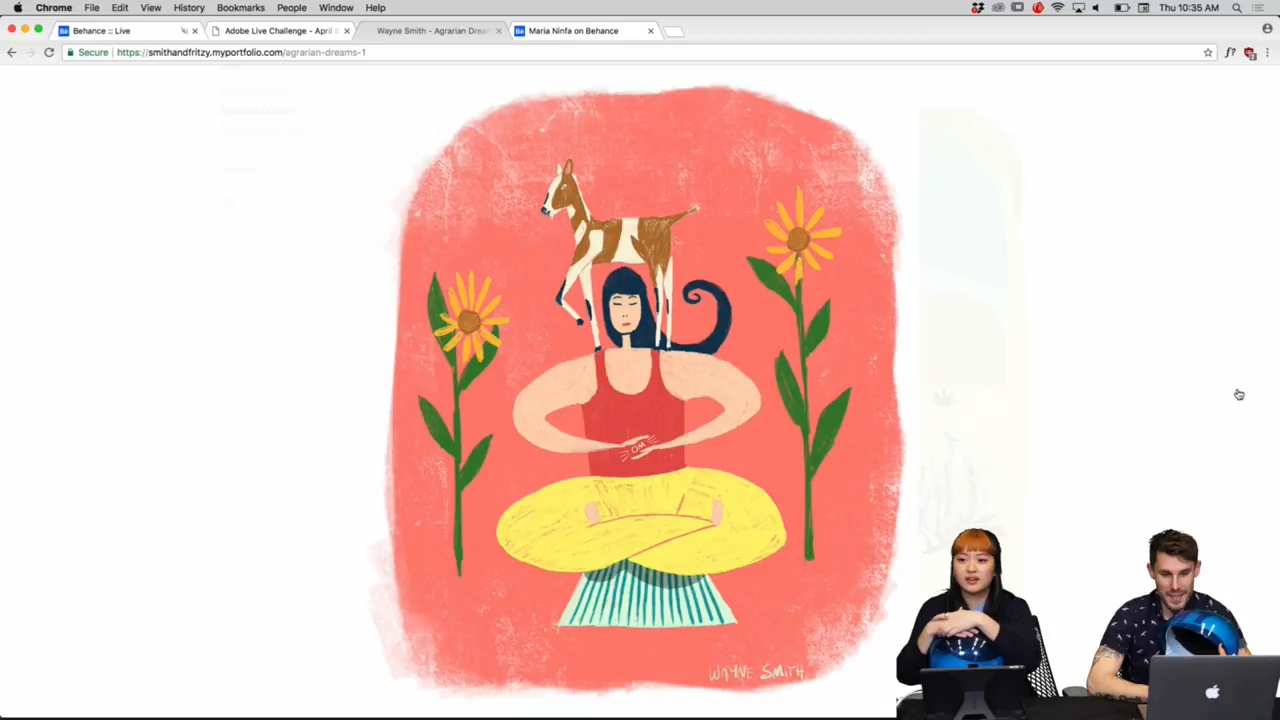 Chrome File Edit View History Bookmarks People Window Help Thu 10:35 AM
Behance :: Live
Adobe Live Challenge - April
Wayne Smith - Agrarian Drea
Maria Ninfa on Behance
Secure https://smithandfritzy.myportfolio.com/agrarian-dreams-1 f?
OM
WAYNE SMITH